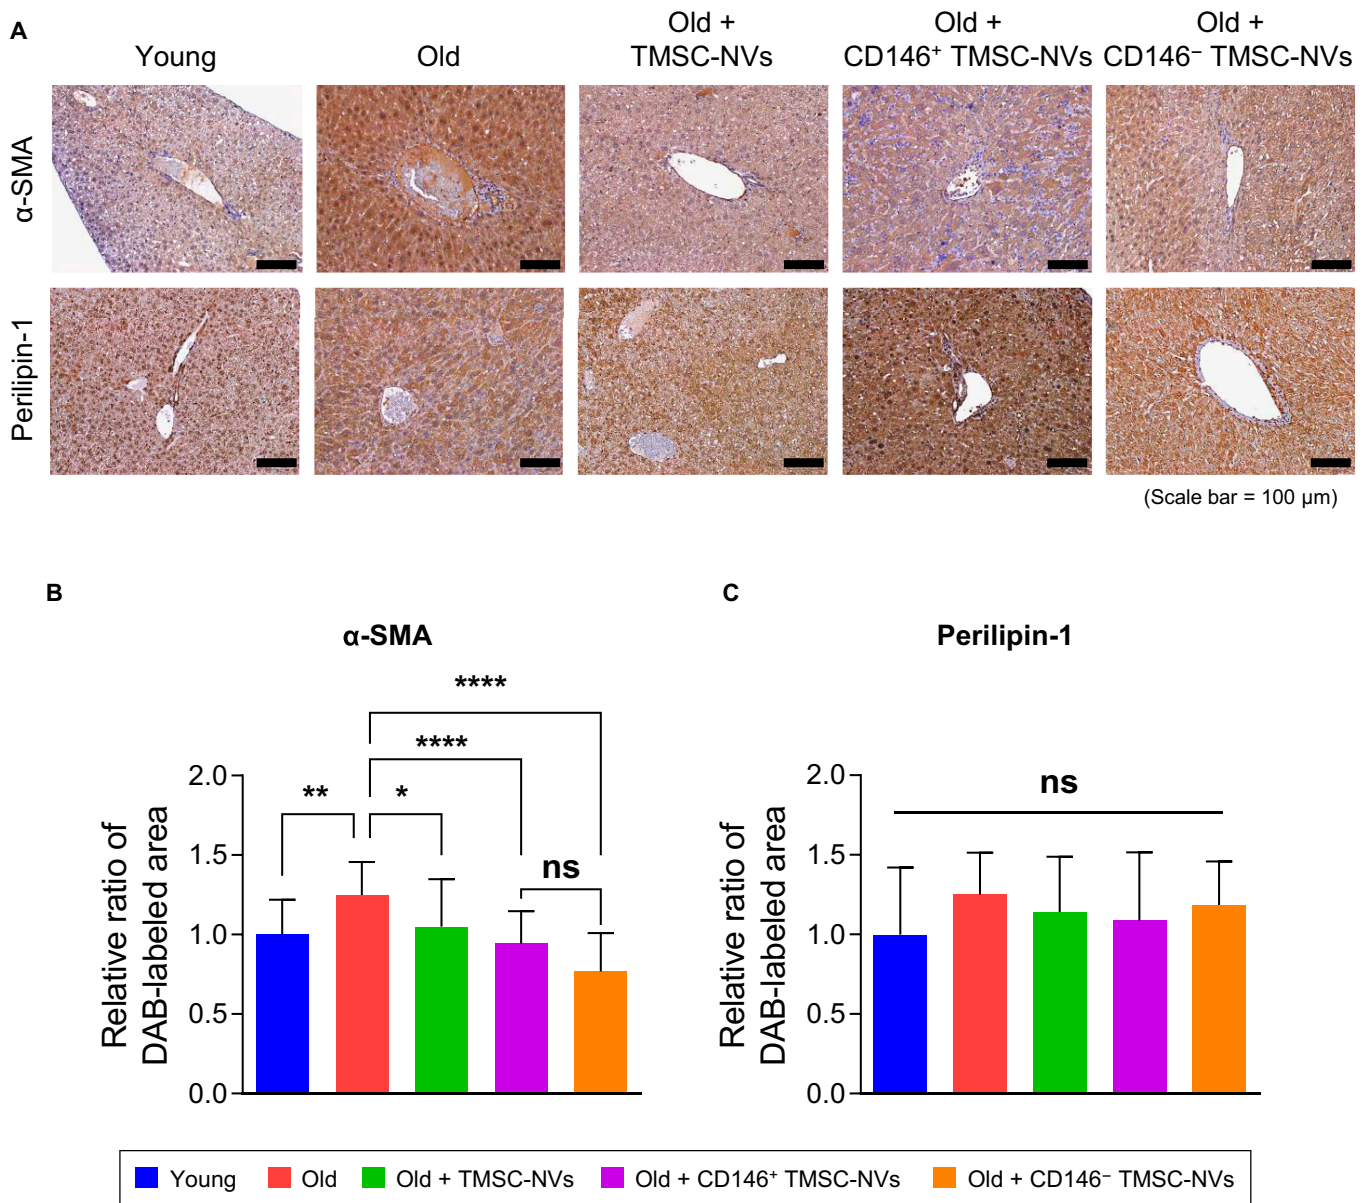 A
Young
Old
Old +
TMSC-NVs
Old +
CD146⁺ TMSC-NVs
Old +
CD146⁻ TMSC-NVs
α-SMA
Perilipin-1
(Scale bar = 100 μm)
B
α-SMA
****
****
**
*
ns
Relative ratio of
DAB-labeled area
2.0
1.5
1.0
0.5
0.0
C
Perilipin-1
ns
Relative ratio of
DAB-labeled area
2.0
1.5
1.0
0.5
0.0
Young
Old
Old + TMSC-NVs
Old + CD146⁺ TMSC-NVs
Old + CD146⁻ TMSC-NVs